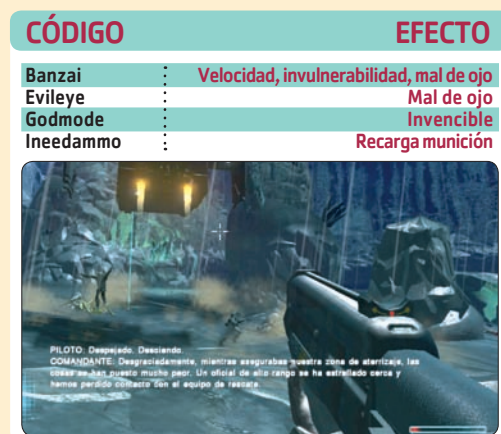 CÓDIGO EFECTO
Banzai Velocidad, invulnerabilidad, mal de ojo
Evileye Mal de ojo
Godmode Invencible
Ineedammo Recarga munición
PILOTO: Despejado. Desciendo.
COMANDANTE: Desgraciadamente, mientras asegurabas nuestra zona de aterrizaje, las
cosas se han puesto mucho peor. Un oficial de alto rango se ha estrellado cerca y
hemos perdido contacto con el equipo de rescate.